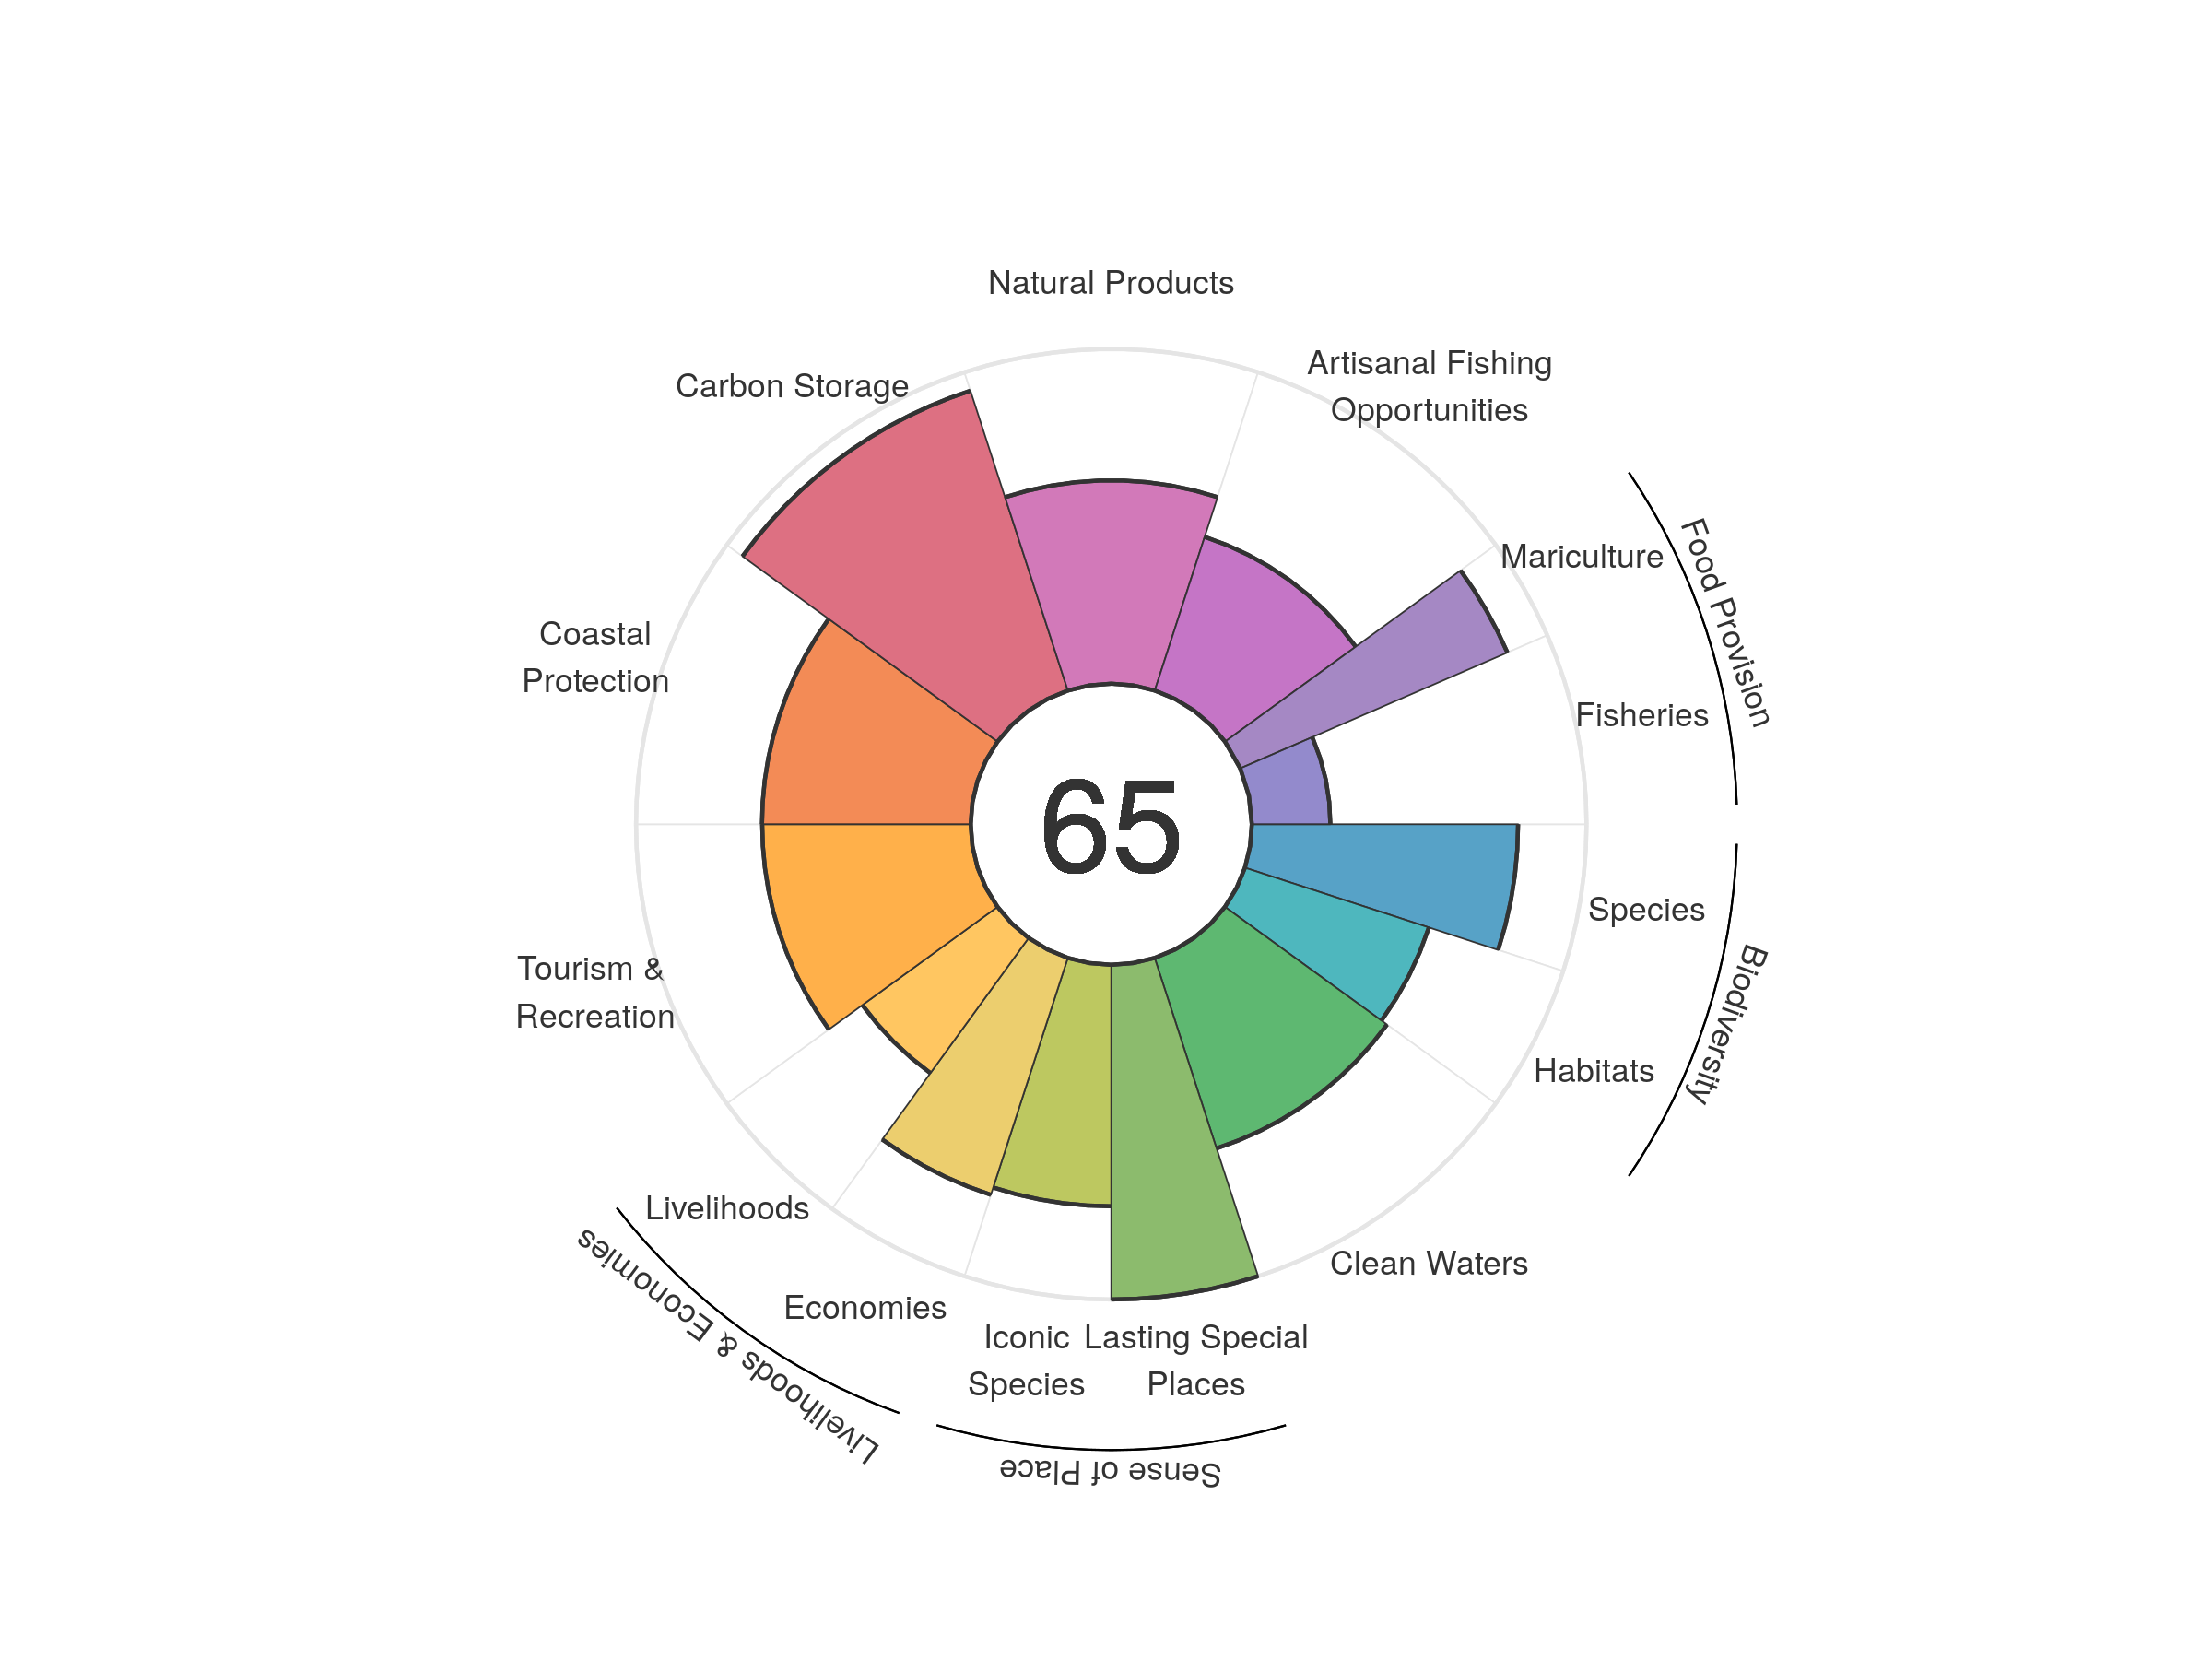 Natural Products
Carbon Storage
Artisanal Fishing
Opportunities
Mariculture
Food Provision
Coastal
Protection
Fisheries
65
Species
Biodiversity
Tourism &
Recreation
Habitats
Livelihoods
Clean Waters
Livelihoods & Economies
Economies
Iconic
Species
Lasting Special
Places
Sense of Place